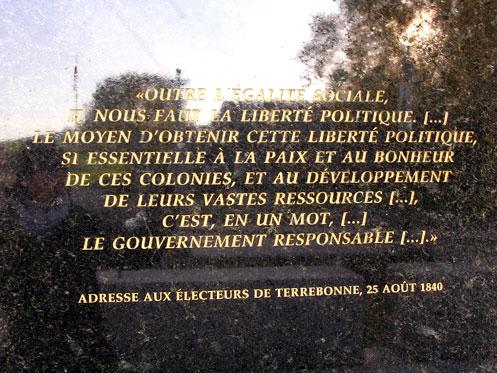 «OUTRE L'ÉGALITÉ SOCIALE,
IL NOUS FAUT LA LIBERTÉ POLITIQUE. [...]
LE MOYEN D'OBTENIR CETTE LIBERTÉ POLITIQUE,
SI ESSENTIELLE À LA PAIX ET AU BONHEUR
DE CES COLONIES, ET AU DÉVELOPPEMENT
DE LEURS VASTES RESSOURCES [...],
C'EST, EN UN MOT, [...]
LE GOUVERNEMENT RESPONSABLE [...].»
ADRESSE AUX ÉLECTEURS DE TERREBONNE, 25 AOÛT 1840